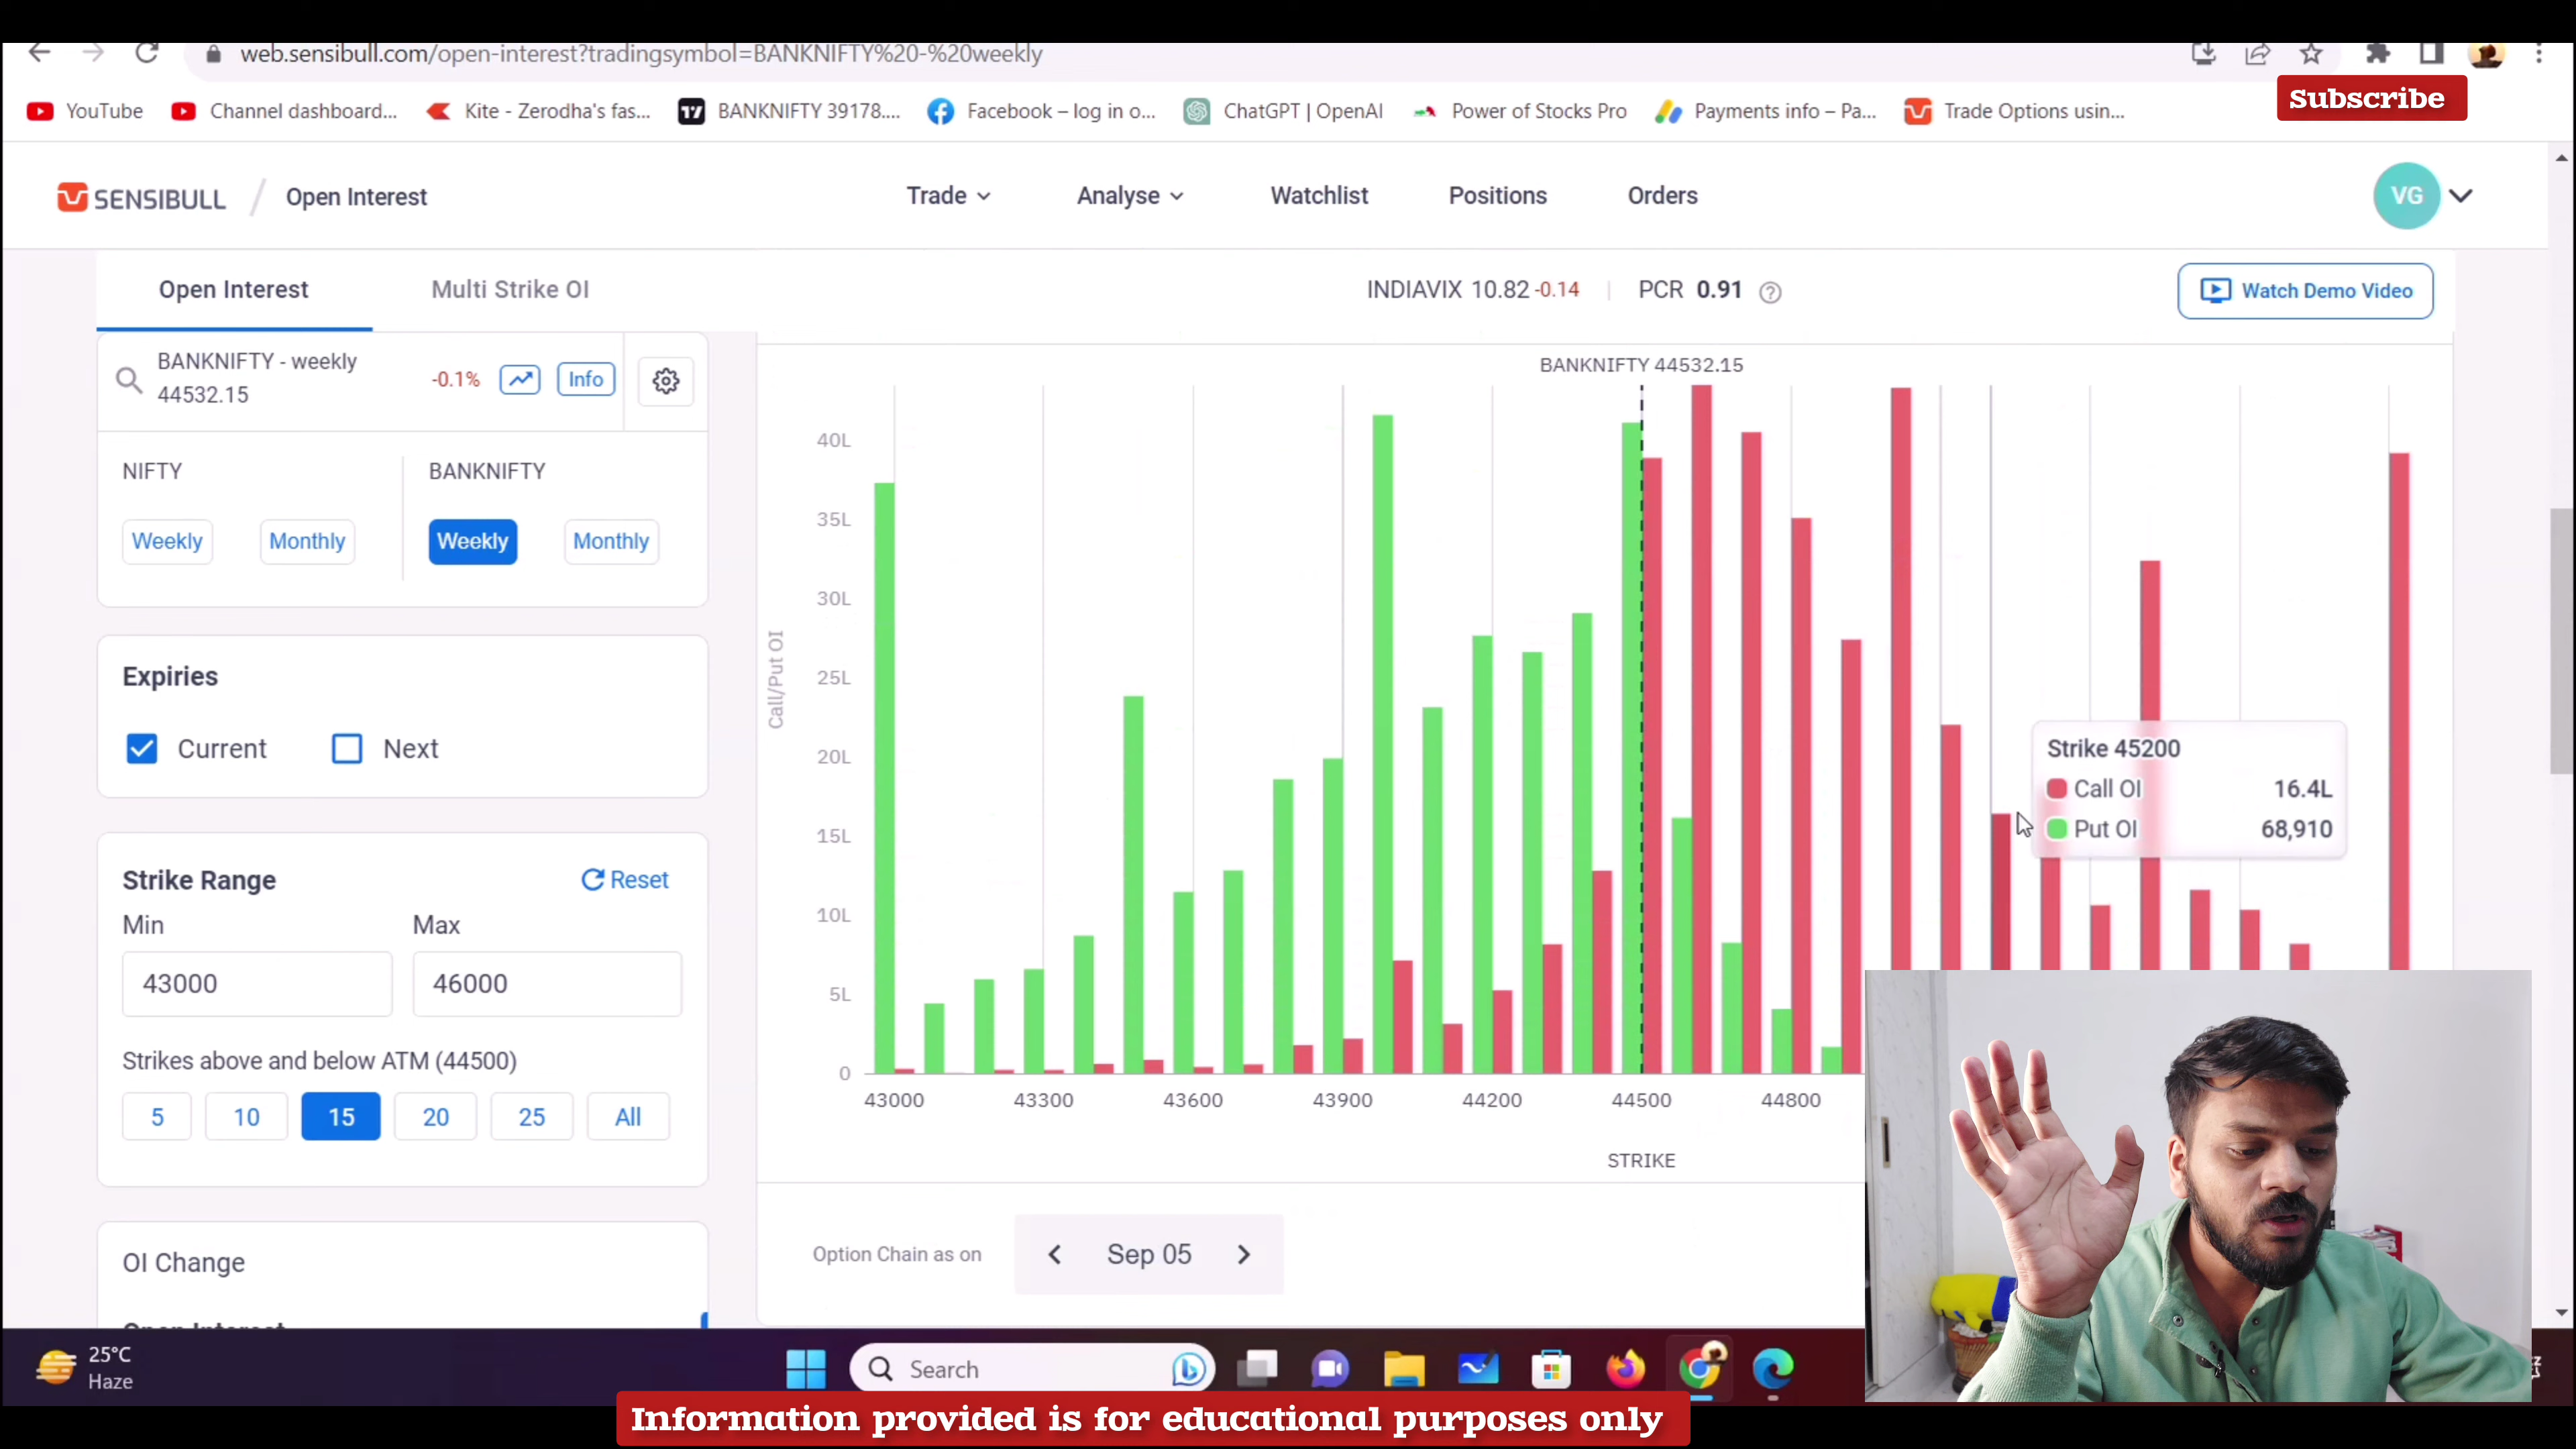 web.sensibull.com/open-interest?tradingsymbol=BANKNIFTY%20-%20weekly
YouTube
Channel dashboard...
Kite - Zerodha's fas...
BANKNIFTY 39178....
Facebook – log in o...
ChatGPT | OpenAI
Power of Stocks Pro
Payments info – Pa...
Trade Options usin...
Subscribe
SENSIBULL / Open Interest
Trade
Analyse
Watchlist
Positions
Orders
VG
Open Interest
Multi Strike OI
INDIAVIX 10.82 -0.14
PCR 0.91
Watch Demo Video
BANKNIFTY - weekly
44532.15
-0.1%
Info
NIFTY
BANKNIFTY
Weekly
Monthly
Weekly
Monthly
Expiries
Current
Next
Strike Range
Reset
Min
Max
43000
46000
Strikes above and below ATM (44500)
5
10
15
20
25
All
OI Change
Open Interest
BANKNIFTY 44532.15
Call/Put OI
40L
35L
30L
25L
20L
15L
10L
5L
0
43000
43300
43600
43900
44200
44500
44800
STRIKE
Strike 45200
Call OI 16.4L
Put OI 68,910
Option Chain as on
Sep 05
25°C
Haze
Search
Information provided is for educational purposes only